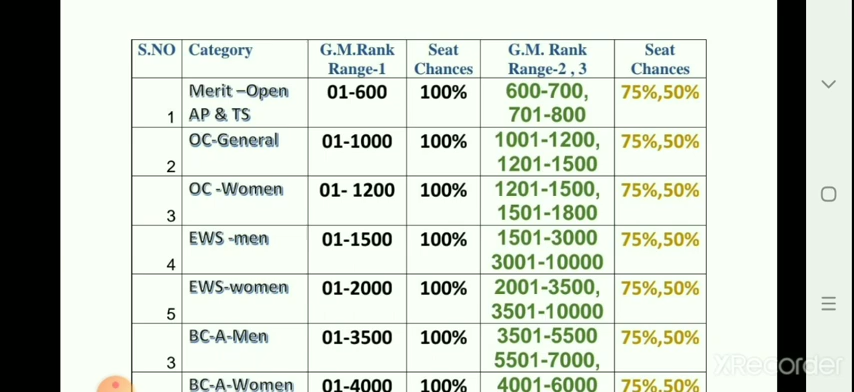 S.NO Category G.M.Rank Range-1 Seat Chances G.M. Rank Range-2 , 3 Seat Chances
1 Merit –Open AP & TS 01-600 100% 600-700, 701-800 75%,50%
2 OC-General 01-1000 100% 1001-1200, 1201-1500 75%,50%
3 OC -Women 01- 1200 100% 1201-1500, 1501-1800 75%,50%
4 EWS -men 01-1500 100% 1501-3000 3001-10000 75%,50%
5 EWS-women 01-2000 100% 2001-3500, 3501-10000 75%,50%
3 BC-A-Men 01-3500 100% 3501-5500 5501-7000, 75%,50%
BC-A-Women 01-4000 100% 4001-6000 75%,50%
XRecorder